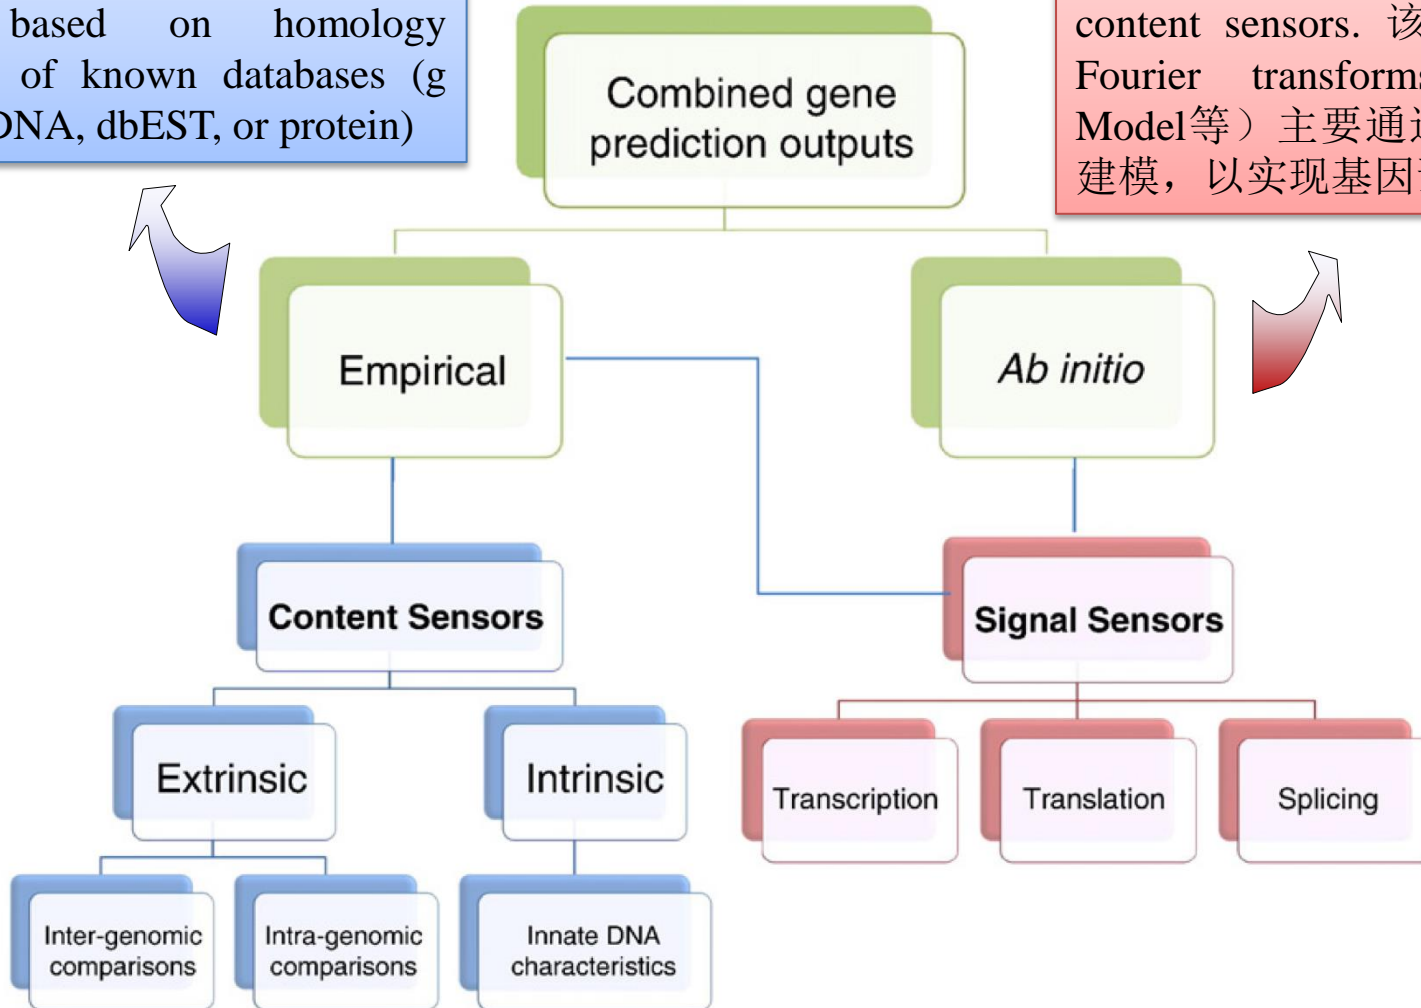 based on homology
of known databases (g
DNA, dbEST, or protein)
content sensors. 该
Fourier transforms
Model等）主要通过
建模，以实现基因
Combined gene
prediction outputs
Empirical
Ab initio
Content Sensors
Signal Sensors
Extrinsic
Intrinsic
Transcription
Translation
Splicing
Inter-genomic
comparisons
Intra-genomic
comparisons
Innate DNA
characteristics